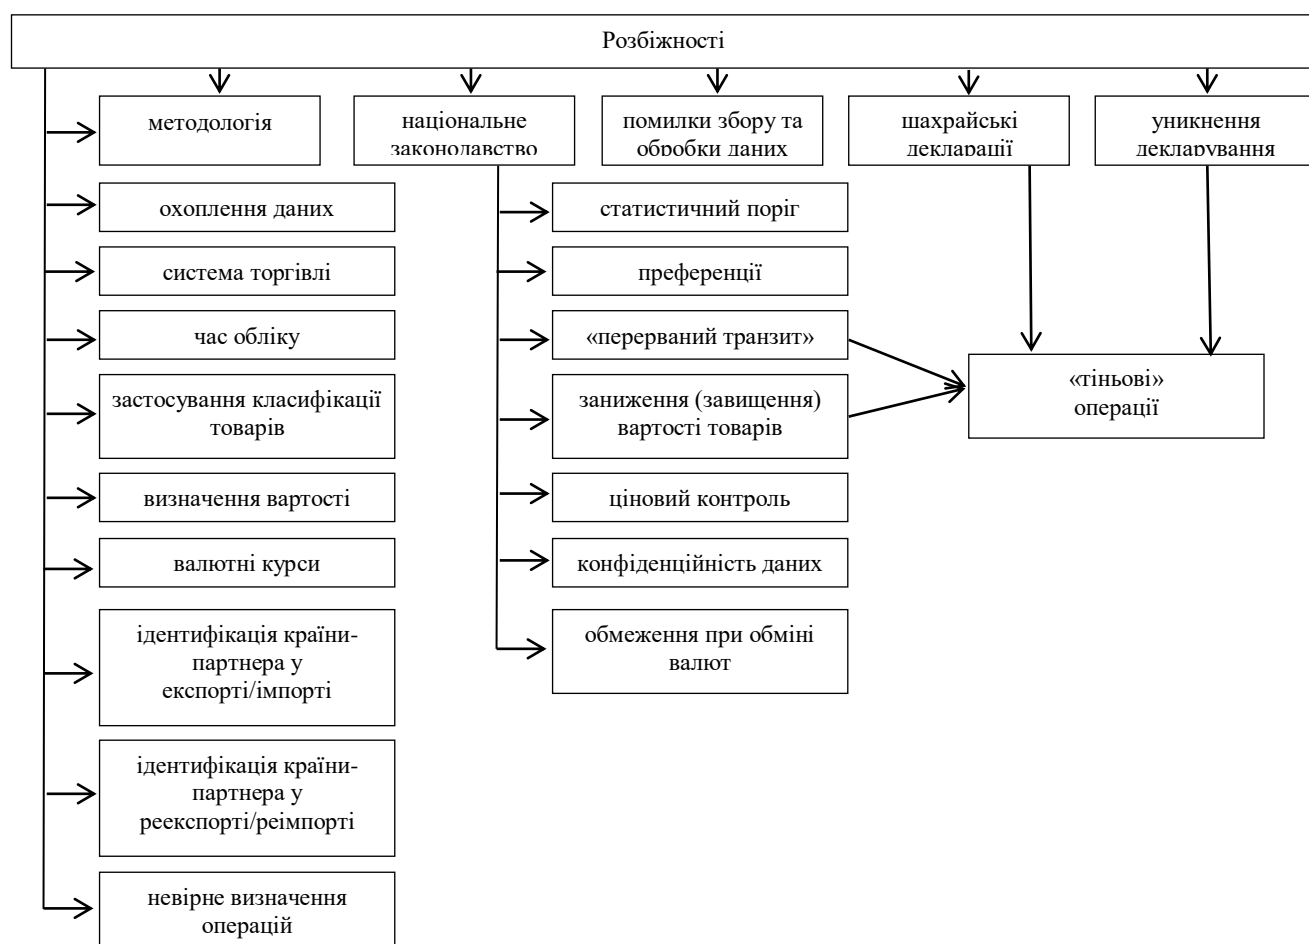 Розбіжності
методологія
національне
законодавство
помилки збору та
обробки даних
шахрайські
декларації
уникнення
декларування
охоплення даних
система торгівлі
час обліку
застосування класифікації
товарів
визначення вартості
валютні курси
ідентифікація країни-
партнера у
експорті/імпорті
ідентифікація країни-
партнера у
реекспорті/реімпорті
невірне визначення
операцій
статистичний поріг
преференції
«перерваний транзит»
заниження (завищення)
вартості товарів
ціновий контроль
конфіденційність даних
обмеження при обміні
валют
«тіньові»
операції